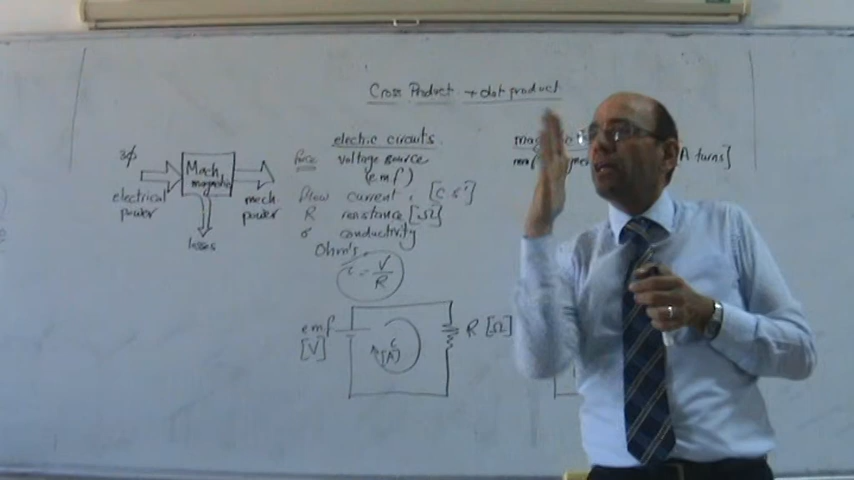 Cross Product → dot product
3φ
electrical
power
Mach
magnetic
mech
power
losses
electric circuits
force voltage source
(emf)
flow current i [C s⁻¹]
R resistance [Ω]
σ conductivity
Ohm's
i = V/R
emf
[V]
i
[A]
R [Ω]
A turns]